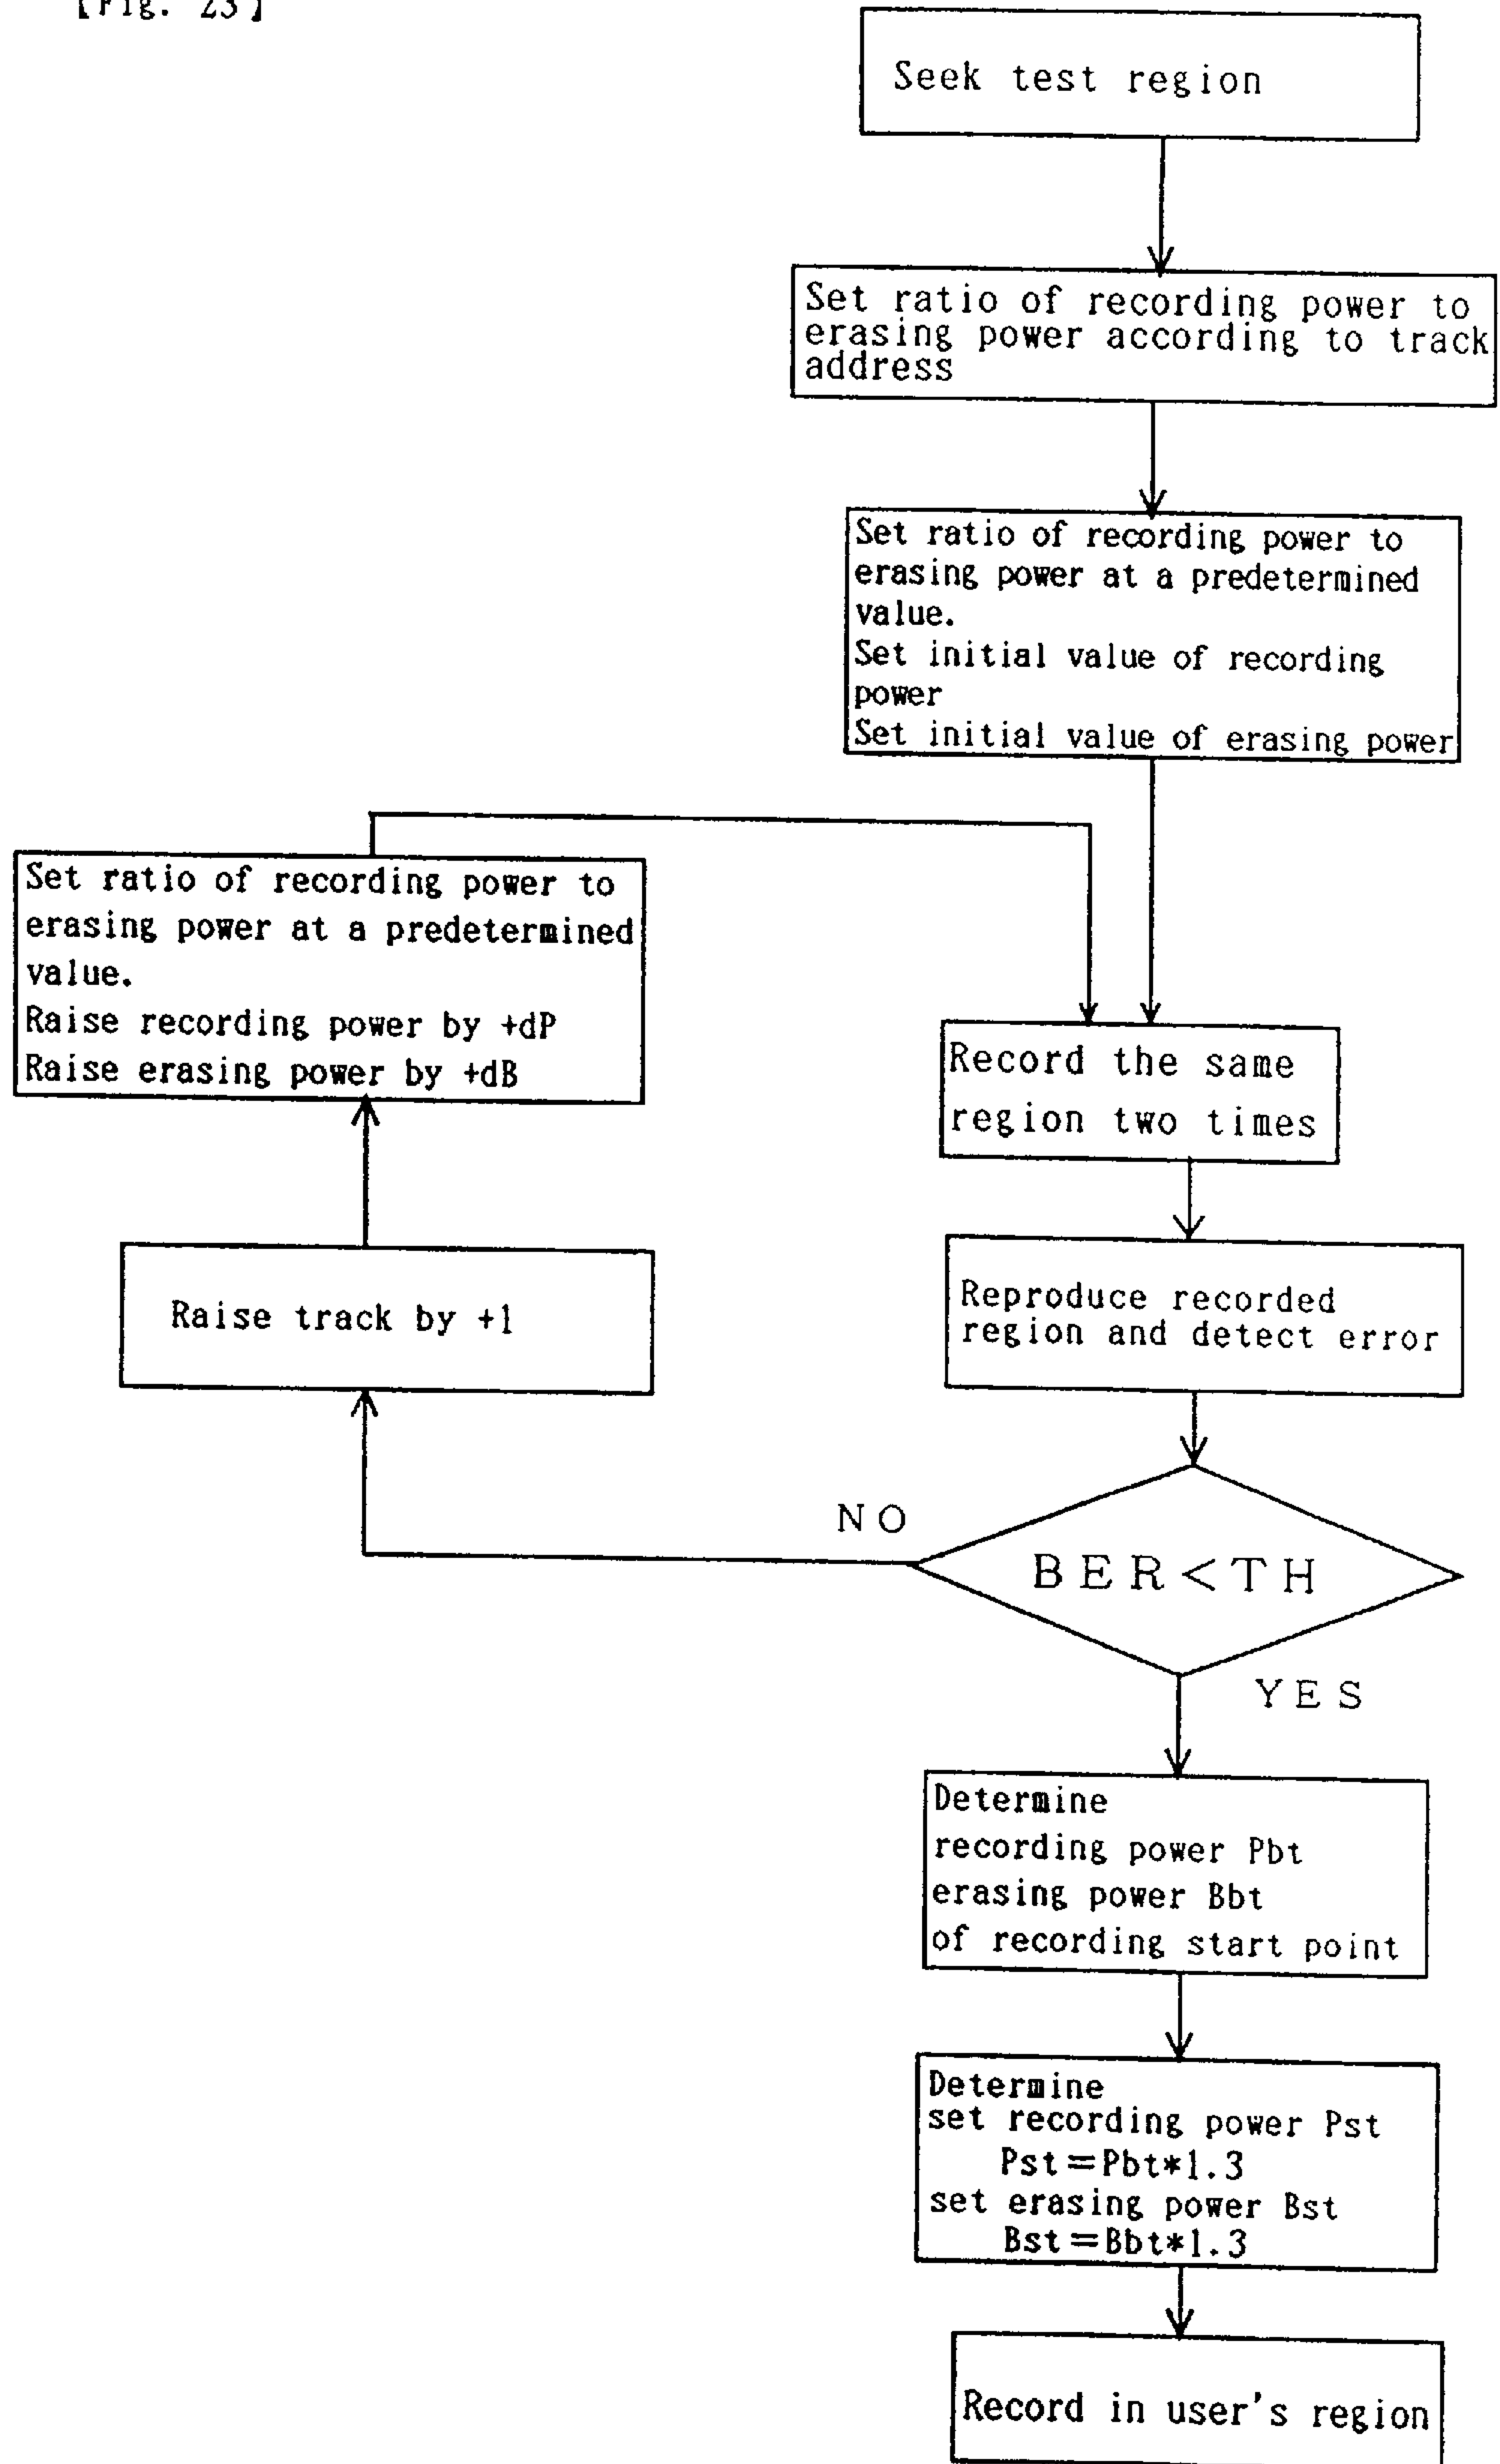 【Fig. 23】
Seek test region
Set ratio of recording power to
erasing power according to track
address
Set ratio of recording power to
erasing power at a predetermined
value.
Set initial value of recording
power
Set initial value of erasing power
Set ratio of recording power to
erasing power at a predetermined
value.
Raise recording power by +dP
Raise erasing power by +dB
Record the same
region two times
Raise track by +1
Reproduce recorded
region and detect error
NO
BER<TH
YES
Determine
recording power Pbt
erasing power Bbt
of recording start point
Determine
set recording power Pst
Pst=Pbt*1.3
set erasing power Bst
Bst=Bbt*1.3
Record in user's region